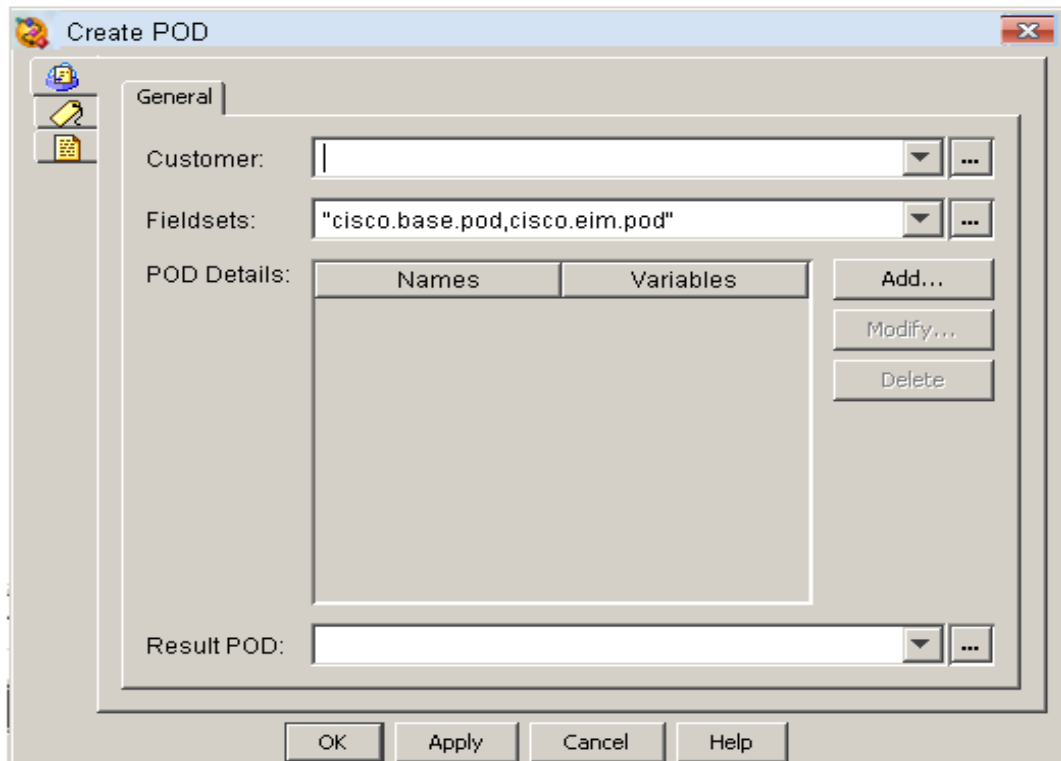 Create POD
General
Customer:
...
Fieldsets:
"cisco.base.pod,cisco.eim.pod"
...
POD Details:
Names
Variables
Add...
Modify...
Delete
Result POD:
...
OK
Apply
Cancel
Help